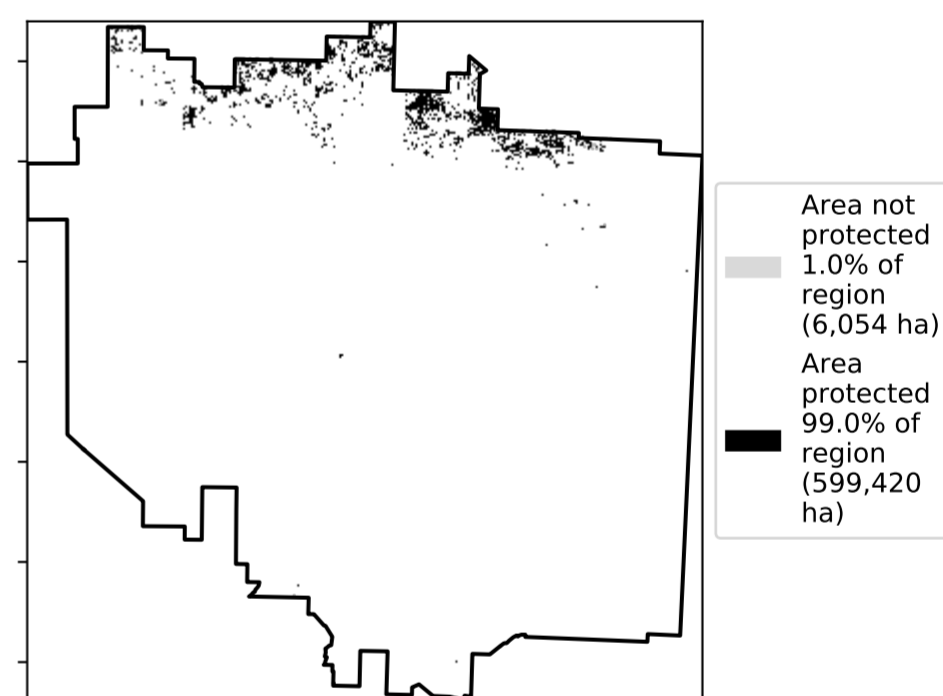 Area not
protected
1.0% of
region
(6,054 ha)
Area
protected
99.0% of
region
(599,420
ha)